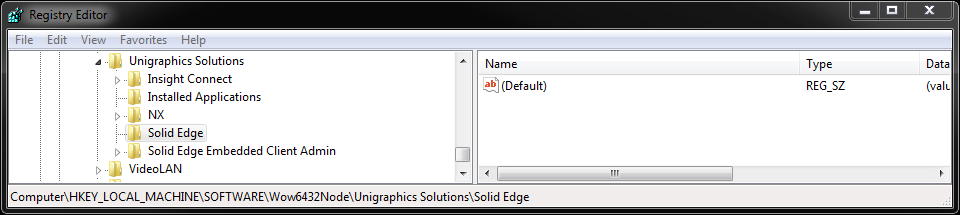 Registry Editor
File Edit View Favorites Help
Unigraphics Solutions
Insight Connect
Installed Applications
NX
Solid Edge
Solid Edge Embedded Client Admin
VideoLAN
Name Type Data
ab (Default) REG_SZ (valu
Computer\HKEY_LOCAL_MACHINE\SOFTWARE\Wow6432Node\Unigraphics Solutions\Solid Edge